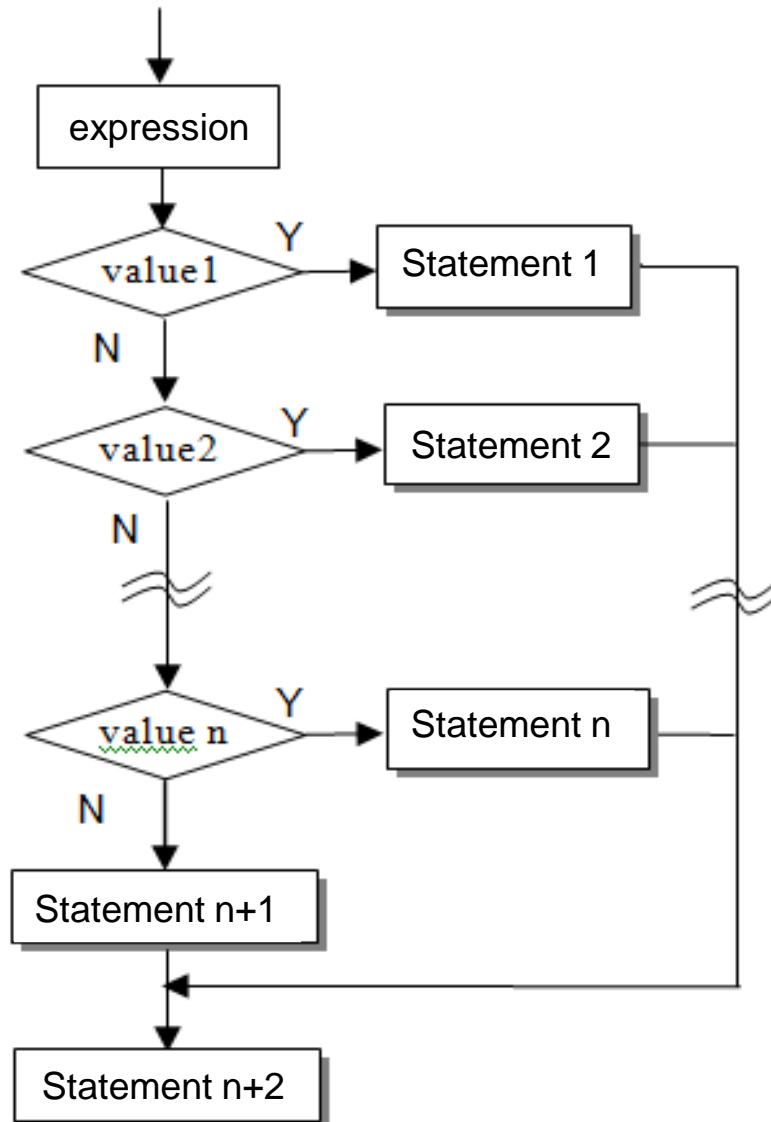 expression
Y
value1
Statement 1
N
Y
value2
Statement 2
N
Y
value n
Statement n
N
Statement n+1
Statement n+2